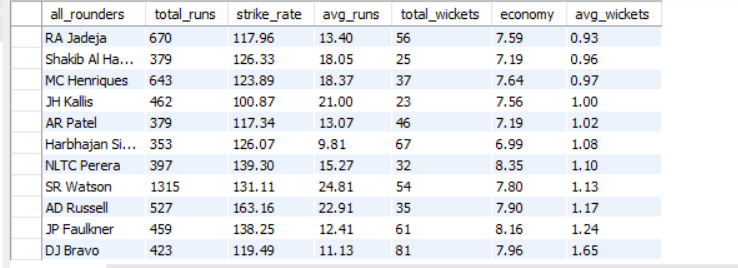 all_rounders total_runs strike_rate avg_runs total_wickets economy avg_wickets
RA Jadeja 670 117.96 13.40 56 7.59 0.93
Shakib Al Ha... 379 126.33 18.05 25 7.19 0.96
MC Henriques 643 123.89 18.37 37 7.64 0.97
JH Kallis 462 100.87 21.00 23 7.56 1.00
AR Patel 379 117.34 13.07 46 7.19 1.02
Harbhajan Si... 353 126.07 9.81 67 6.99 1.08
NLTC Perera 397 139.30 15.27 32 8.35 1.10
SR Watson 1315 131.11 24.81 54 7.80 1.13
AD Russell 527 163.16 22.91 35 7.90 1.17
JP Faulkner 459 138.25 12.41 61 8.16 1.24
DJ Bravo 423 119.49 11.13 81 7.96 1.65